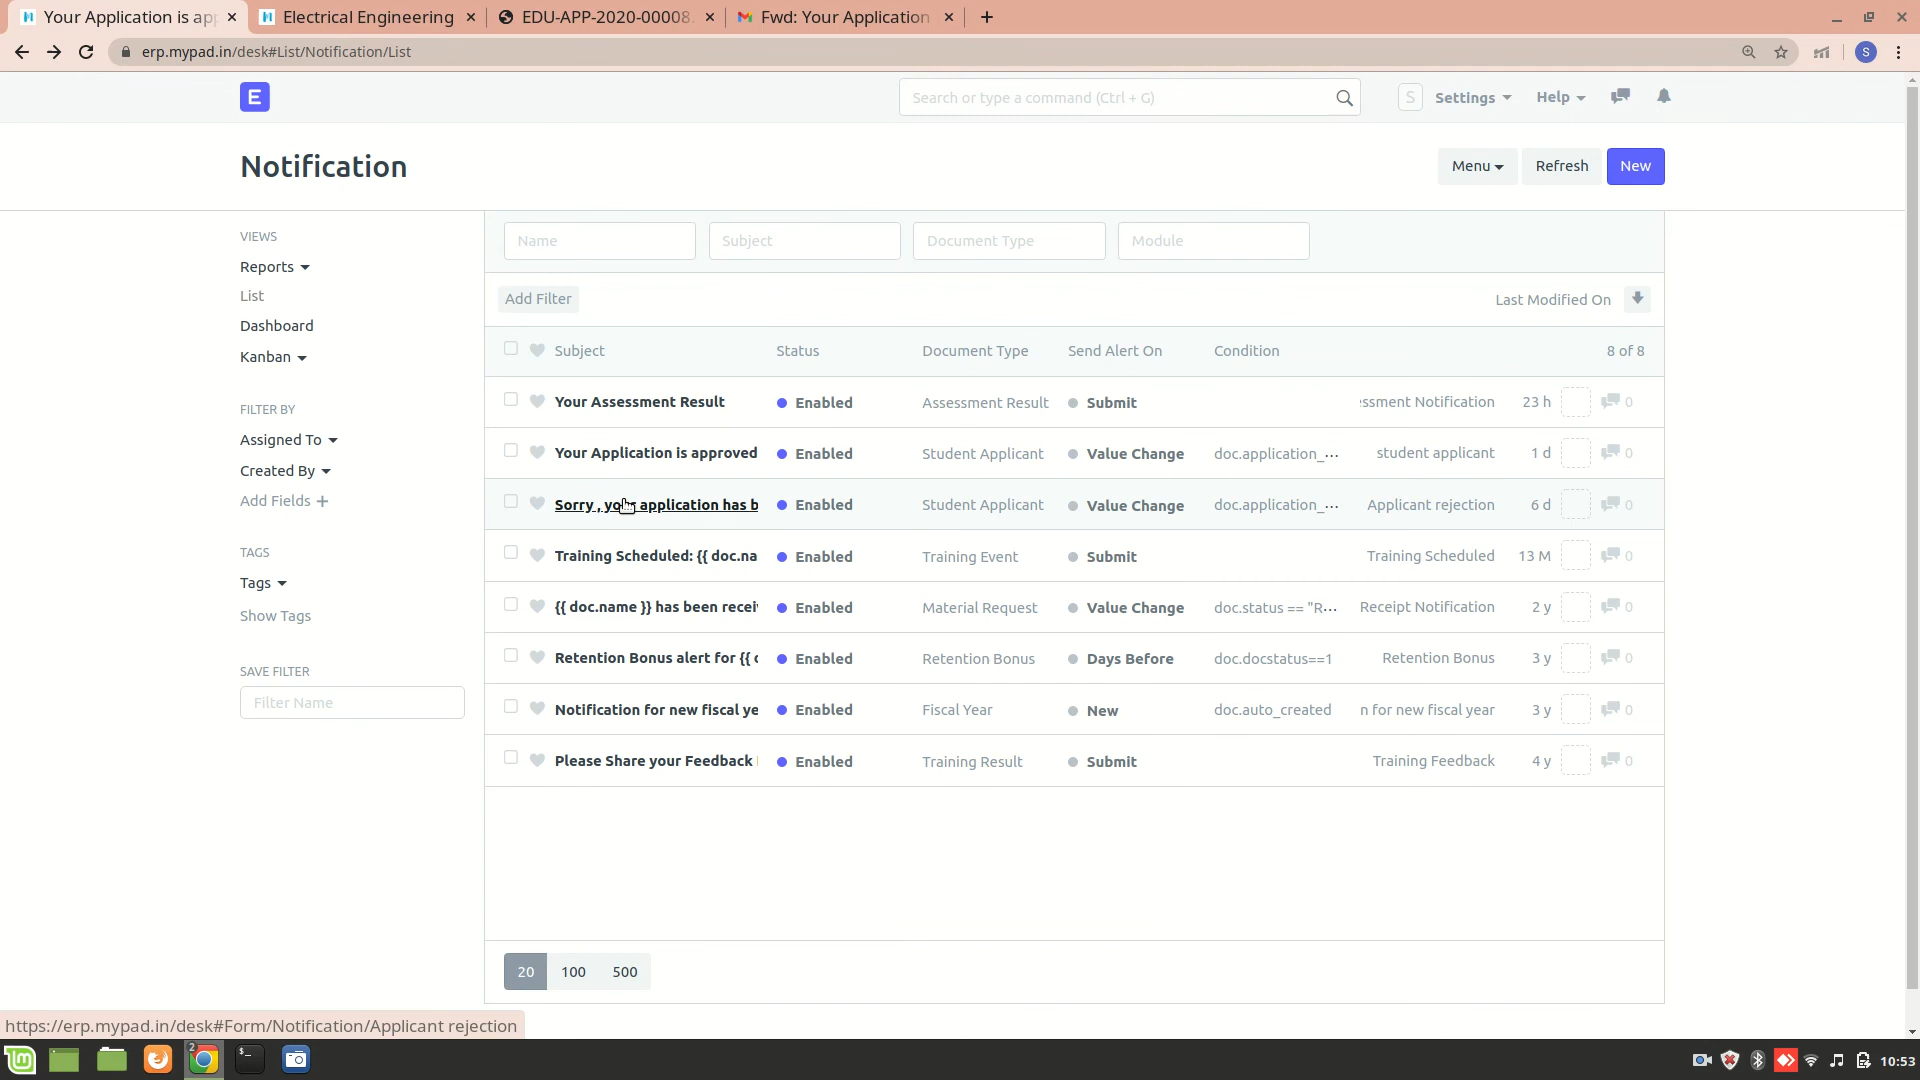 Your Application is ap
Electrical Engineering
EDU-APP-2020-00008.
Fwd: Your Application
erp.mypad.in/desk#List/Notification/List
S
E
Search or type a command (Ctrl + G)
S
Settings
Help
Notification
Menu
Refresh
New
VIEWS
Reports
List
Dashboard
Kanban
FILTER BY
Assigned To
Created By
Add Fields +
TAGS
Tags
Show Tags
SAVE FILTER
Filter Name
Name
Subject
Document Type
Module
Add Filter
Last Modified On
Subject Status Document Type Send Alert On Condition 8 of 8
Your Assessment Result Enabled Assessment Result Submit ssment Notification 23 h 0
Your Application is approved Enabled Student Applicant Value Change doc.application_... student applicant 1 d 0
Sorry , your application has b Enabled Student Applicant Value Change doc.application_... Applicant rejection 6 d 0
Training Scheduled: {{ doc.na Enabled Training Event Submit Training Scheduled 13 M 0
{{ doc.name }} has been recei Enabled Material Request Value Change doc.status == "R... Receipt Notification 2 y 0
Retention Bonus alert for {{ Enabled Retention Bonus Days Before doc.docstatus==1 Retention Bonus 3 y 0
Notification for new fiscal ye Enabled Fiscal Year New doc.auto_created n for new fiscal year 3 y 0
Please Share your Feedback Enabled Training Result Submit Training Feedback 4 y 0
20 100 500
https://erp.mypad.in/desk#Form/Notification/Applicant rejection
2
10:53